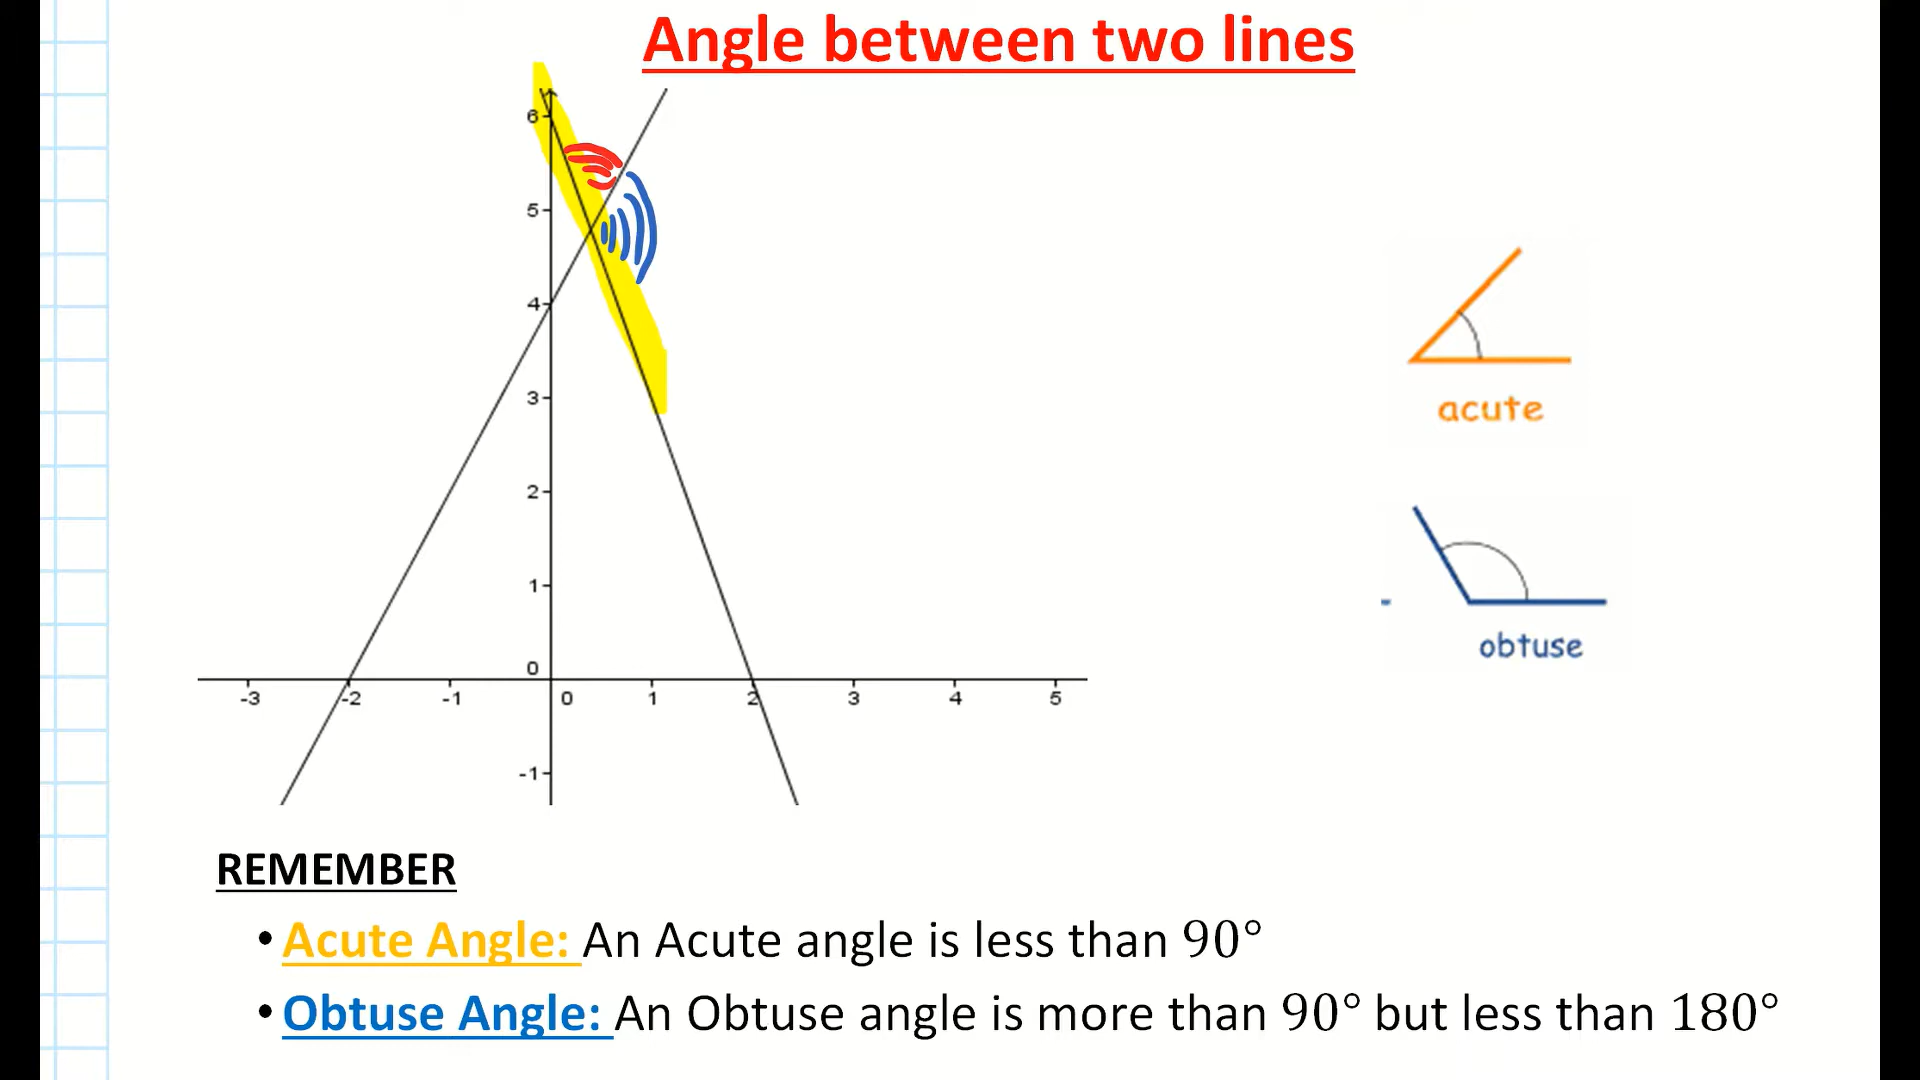 Angle between two lines
6
5
4
3
2
1
0
-3 -2 -1 0 1 2 3 4 5
-1
acute
obtuse
REMEMBER
• Acute Angle: An Acute angle is less than 90°
• Obtuse Angle: An Obtuse angle is more than 90° but less than 180°